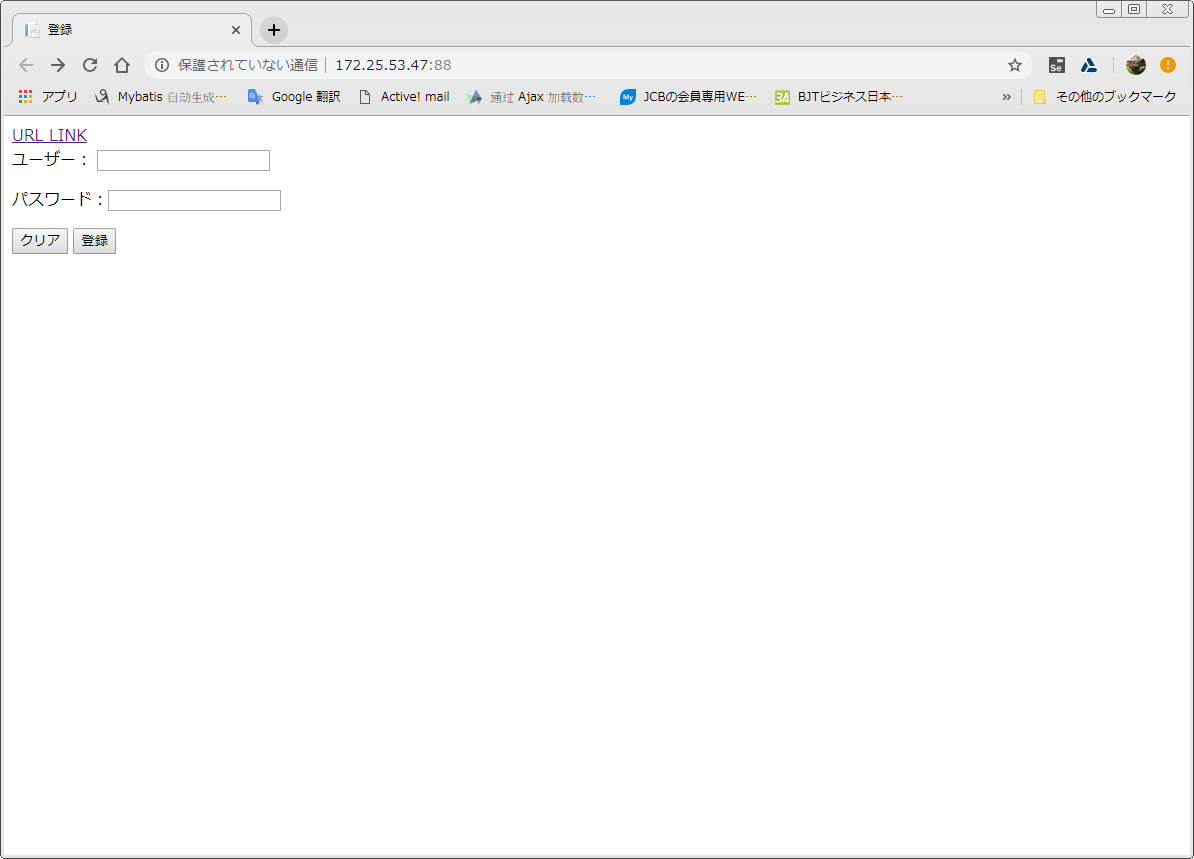 登録
保護されていない通信 172.25.53.47:88
Se
アプリ Mybatis 自动生成… Google 翻訳 Active! mail 通过 Ajax 加载数… My JCBの会員専用WE… 3A BJTビジネス日本… » その他のブックマーク
URL LINK
ユーザー：
パスワード：
クリア 登録